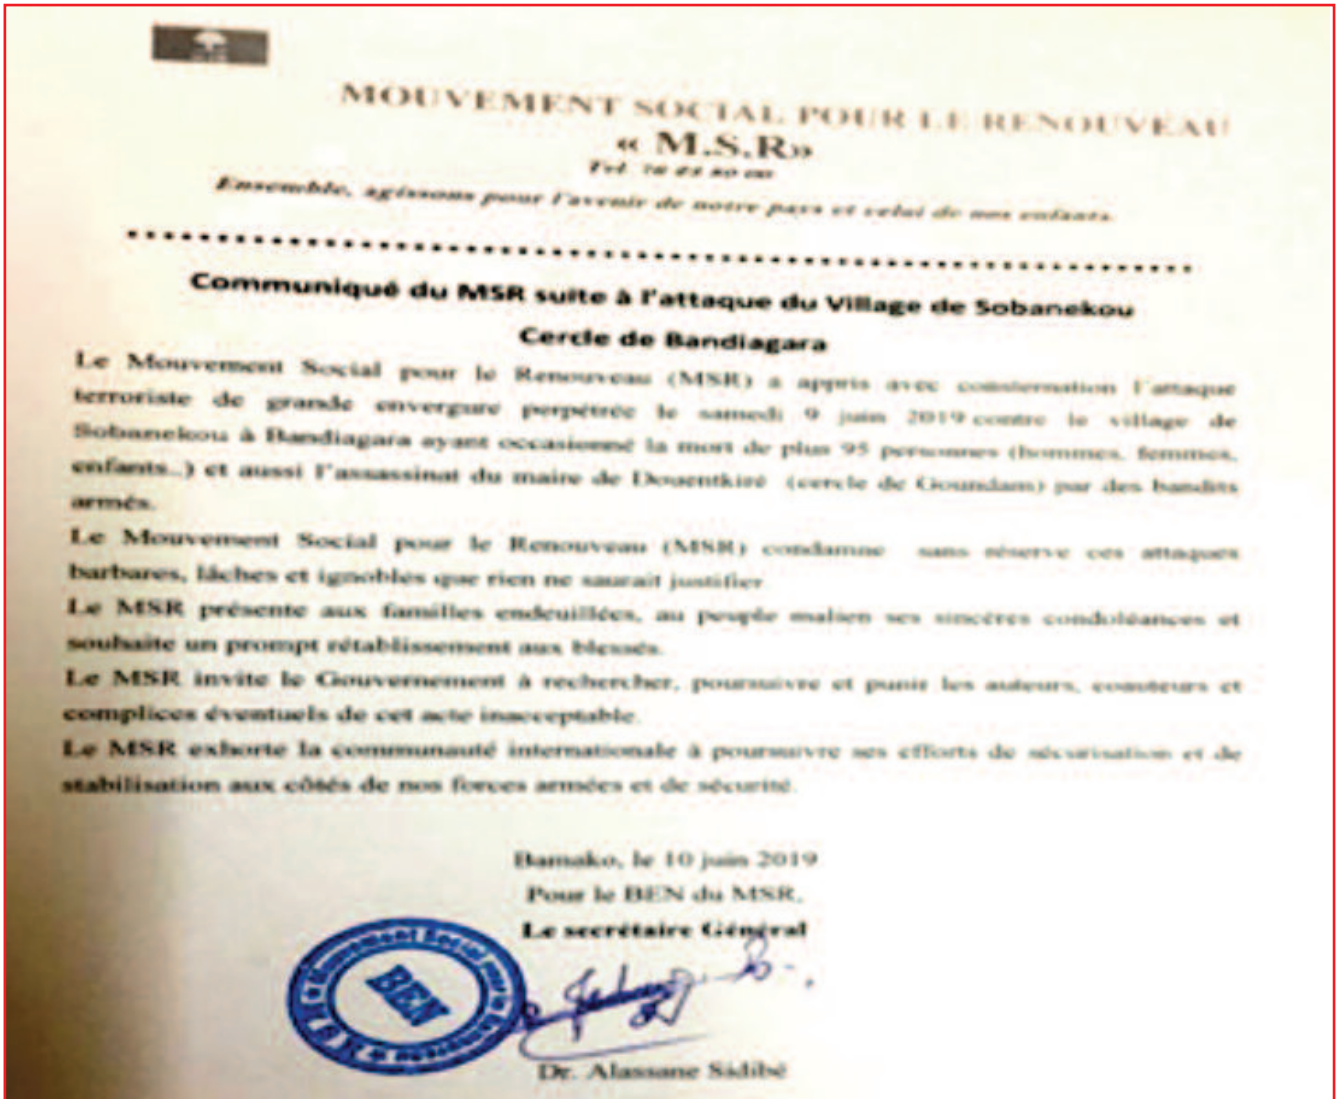 MOUVEMENT SOCIAL POUR LE RENOUVEAU
« M.S.R»
Tel.
Ensemble, agissons pour l'avenir de notre pays et celui de nos enfants
Communiqué du MSR suite à l'attaque du Village de Sobanekou
Cercle de Bandiagara
Le Mouvement Social pour le Renouveau (MSR) a appris avec consternation l'attaque
terroriste de grande envergure perpétrée le samedi 9 juin 2019 contre le village de
Sobanekou à Bandiagara ayant occasionné la mort de plus 95 personnes (hommes, femmes,
enfants..) et aussi l'assassinat du maire de Douentkiré (cercle de Goundam) par des bandits
armés.
Le Mouvement Social pour le Renouveau (MSR) condamne sans réserve ces attaques
barbares, lâches et ignobles que rien ne saurait justifier
Le MSR présente aux familles endeuillées, au peuple malien ses sincères condoléances et
souhaite un prompt rétablissement aux blessés.
Le MSR invite le Gouvernement à rechercher, poursuivre et punir les auteurs, coauteurs et
complices éventuels de cet acte inacceptable.
Le MSR exhorte la communauté internationale à poursuivre ses efforts de sécurisation et de
stabilisation aux côtés de nos forces armées et de sécurité.
Bamako, le 10 juin 2019
Pour le BEN du MSR,
Le secrétaire Général
Mouvement Social pour le Renouveau
BEN
Dr. Alassane Sidibé